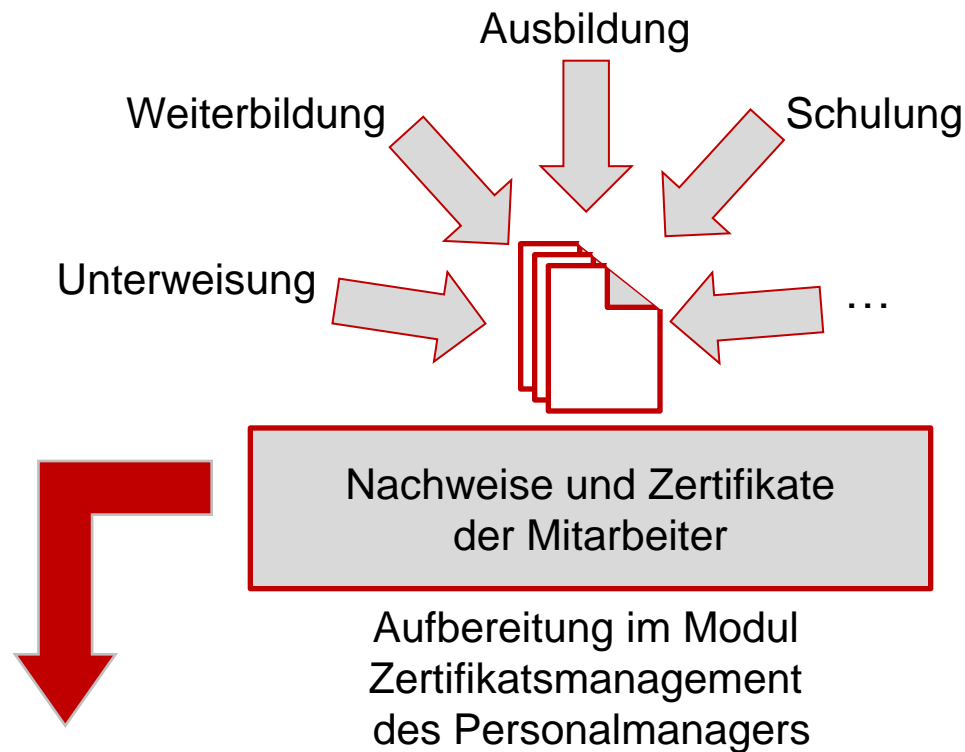 Ausbildung
Weiterbildung
Schulung
Unterweisung
...
Nachweise und Zertifikate
der Mitarbeiter
Aufbereitung im Modul
Zertifikatsmanagement
des Personalmanagers